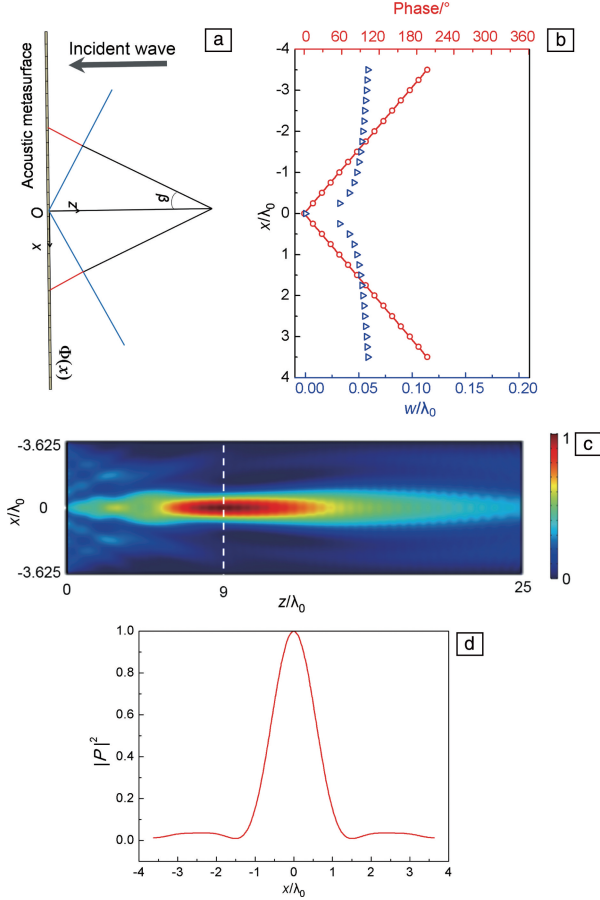 a
Incident wave
Acoustic metasurface
O
z
x
β
Φ(x)
b
Phase/°
0 60 120 180 240 300 360
-4
-3
-2
-1
0
1
2
3
4
x/λ0
0.00 0.05 0.10 0.15 0.20
w/λ0
c
-3.625
0
-3.625
x/λ0
0 9 25
z/λ0
1
0
d
1.0
0.8
0.6
0.4
0.2
0.0
|P|²
-4 -3 -2 -1 0 1 2 3 4
x/λ0